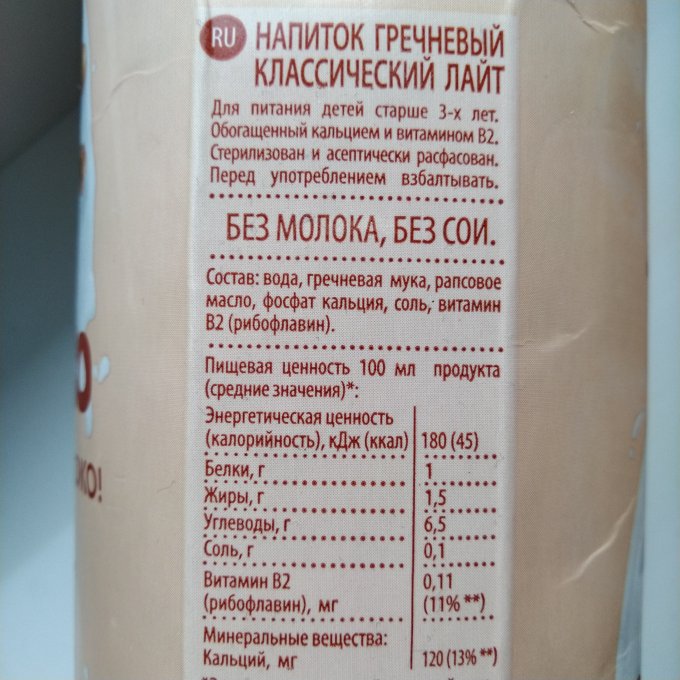 RU НАПИТОК ГРЕЧНЕВЫЙ
КЛАССИЧЕСКИЙ ЛАЙТ
Для питания детей старше 3-х лет.
Обогащенный кальцием и витамином В2.
Стерилизован и асептически расфасован.
Перед употреблением взбалтывать.
БЕЗ МОЛОКА, БЕЗ СОИ.
Состав: вода, гречневая мука, рапсовое
масло, фосфат кальция, соль, витамин
В2 (рибофлавин).
Пищевая ценность 100 мл продукта
(средние значения)*:
Энергетическая ценность
(калорийность), кДж (ккал) 180 (45)
Белки, г 1
Жиры, г 1,5
Углеводы, г 6,5
Соль, г 0,1
Витамин В2 0,11
(рибофлавин), мг (11% **)
Минеральные вещества:
Кальций, мг 120 (13% **)